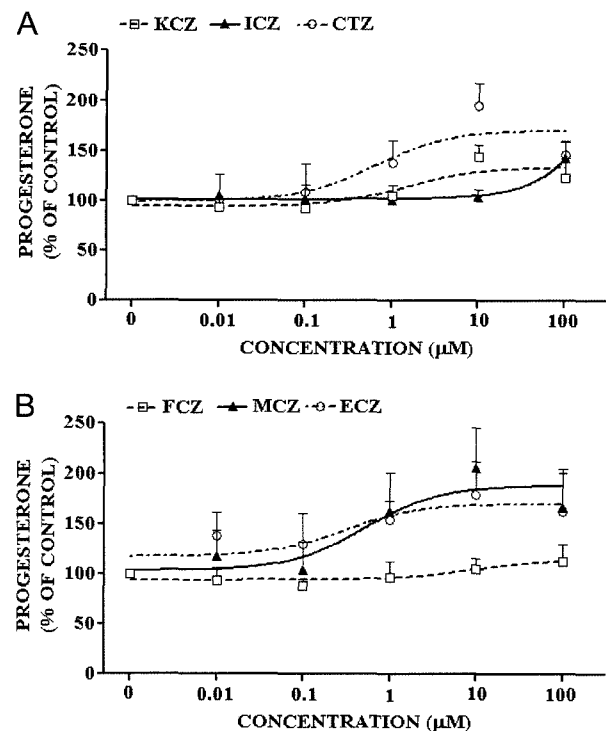 A
KCZ ICZ CTZ
PROGESTERONE
(% OF CONTROL)
250
200
150
100
50
0
0 0.01 0.1 1 10 100
CONCENTRATION (µM)
B
FCZ MCZ ECZ
PROGESTERONE
(% OF CONTROL)
250
200
150
100
50
0
0 0.01 0.1 1 10 100
CONCENTRATION (µM)